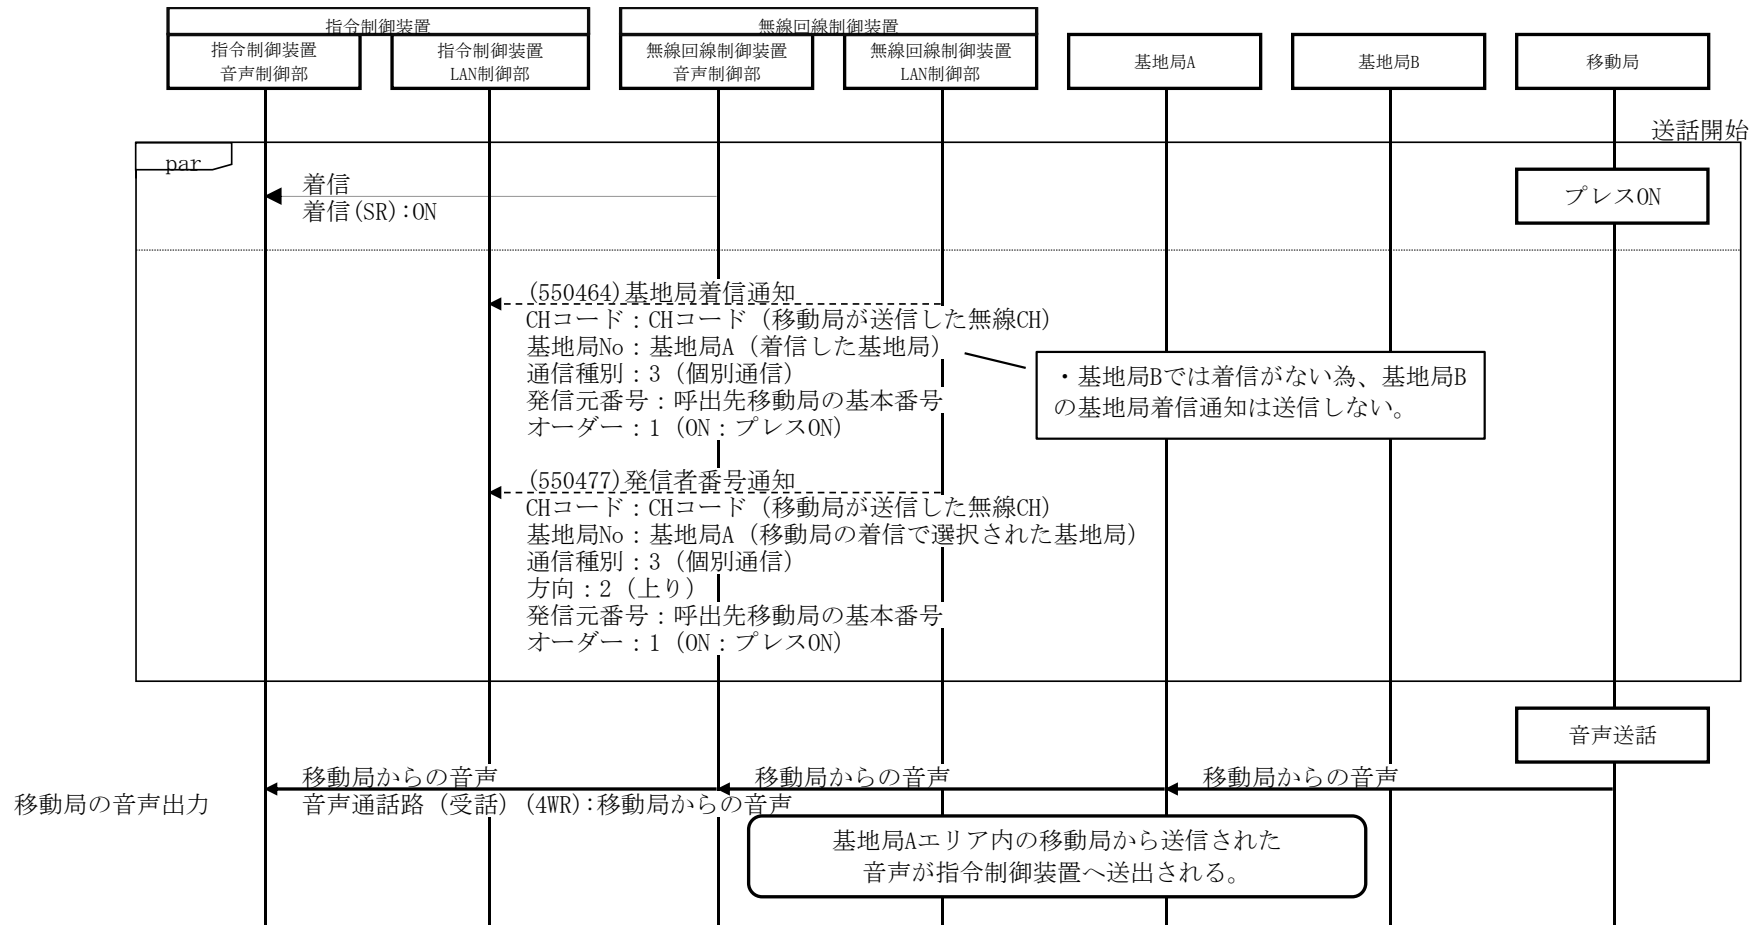 指令制御装置
無線回線制御装置
指令制御装置
音声制御部
指令制御装置
LAN制御部
無線回線制御装置
音声制御部
無線回線制御装置
LAN制御部
基地局A
基地局B
移動局
送話開始
par
プレスON
着信
着信(SR):ON
(550464)基地局着信通知
CHコード：CHコード（移動局が送信した無線CH）
基地局No：基地局A（着信した基地局）
通信種別：3（個別通信）
発信元番号：呼出先移動局の基本番号
オーダー：1（ON：プレスON）
・基地局Bでは着信がない為、基地局B
の基地局着信通知は送信しない。
(550477)発信者番号通知
CHコード：CHコード（移動局が送信した無線CH）
基地局No：基地局A（移動局の着信で選択された基地局）
通信種別：3（個別通信）
方向：2（上り）
発信元番号：呼出先移動局の基本番号
オーダー：1（ON：プレスON）
音声送話
移動局からの音声
移動局からの音声
移動局からの音声
移動局の音声出力
音声通話路（受話）(4WR):移動局からの音声
基地局Aエリア内の移動局から送信された
音声が指令制御装置へ送出される。